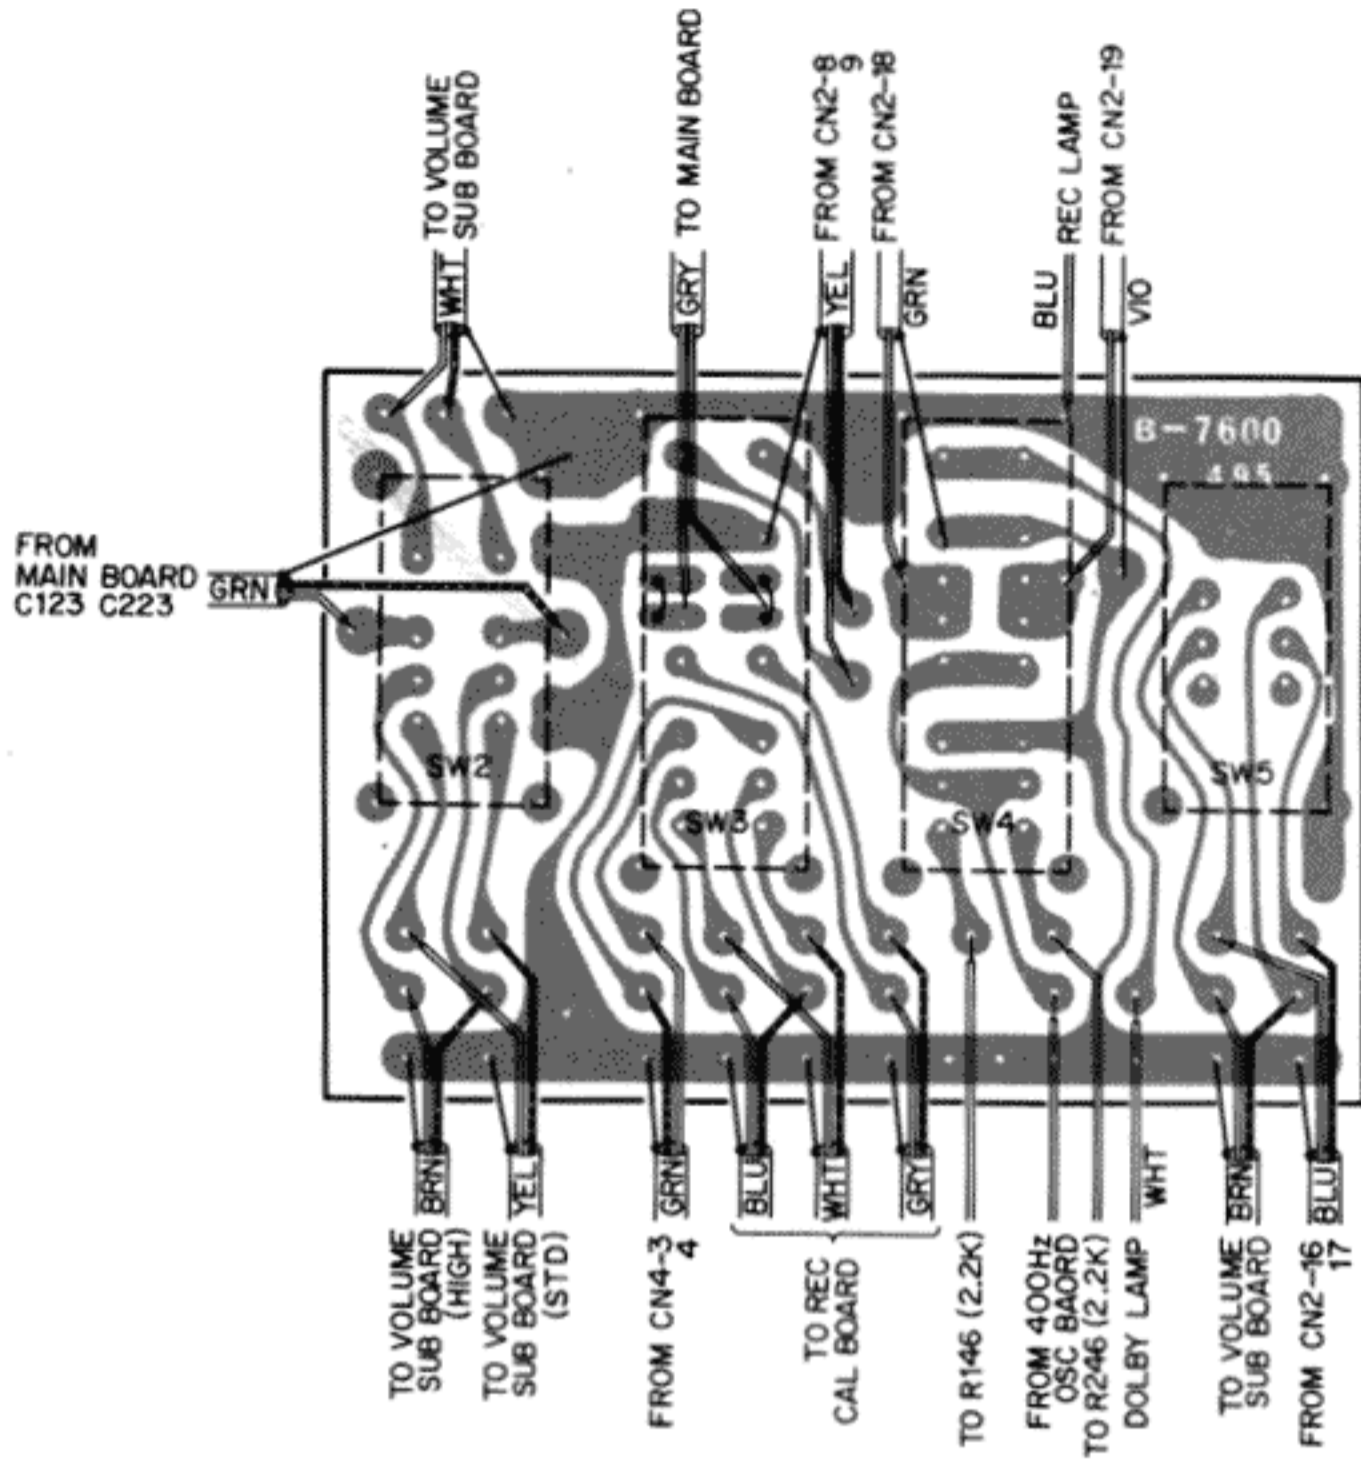 TO VOLUME
SUB BOARD
WHT
TO MAIN BOARD
GRY
FROM CN2-8
9
YEL
FROM CN2-18
GRN
REC LAMP
BLU
FROM CN2-19
VIO
B-7600
495
FROM
MAIN BOARD
C123 C223
GRN
SW2
SW3
SW4
SW5
BRN
TO VOLUME
SUB BOARD
(HIGH)
YEL
TO VOLUME
SUB BOARD
(STD)
GRN
FROM CN4-3
4
BLU
WHT
GRY
TO REC
CAL BOARD
TO R146 (2.2K)
FROM 400Hz
OSC BAORD
TO R246 (2.2K)
DOLBY LAMP
WHT
BRN
TO VOLUME
SUB BOARD
BLU
FROM CN2-16
17